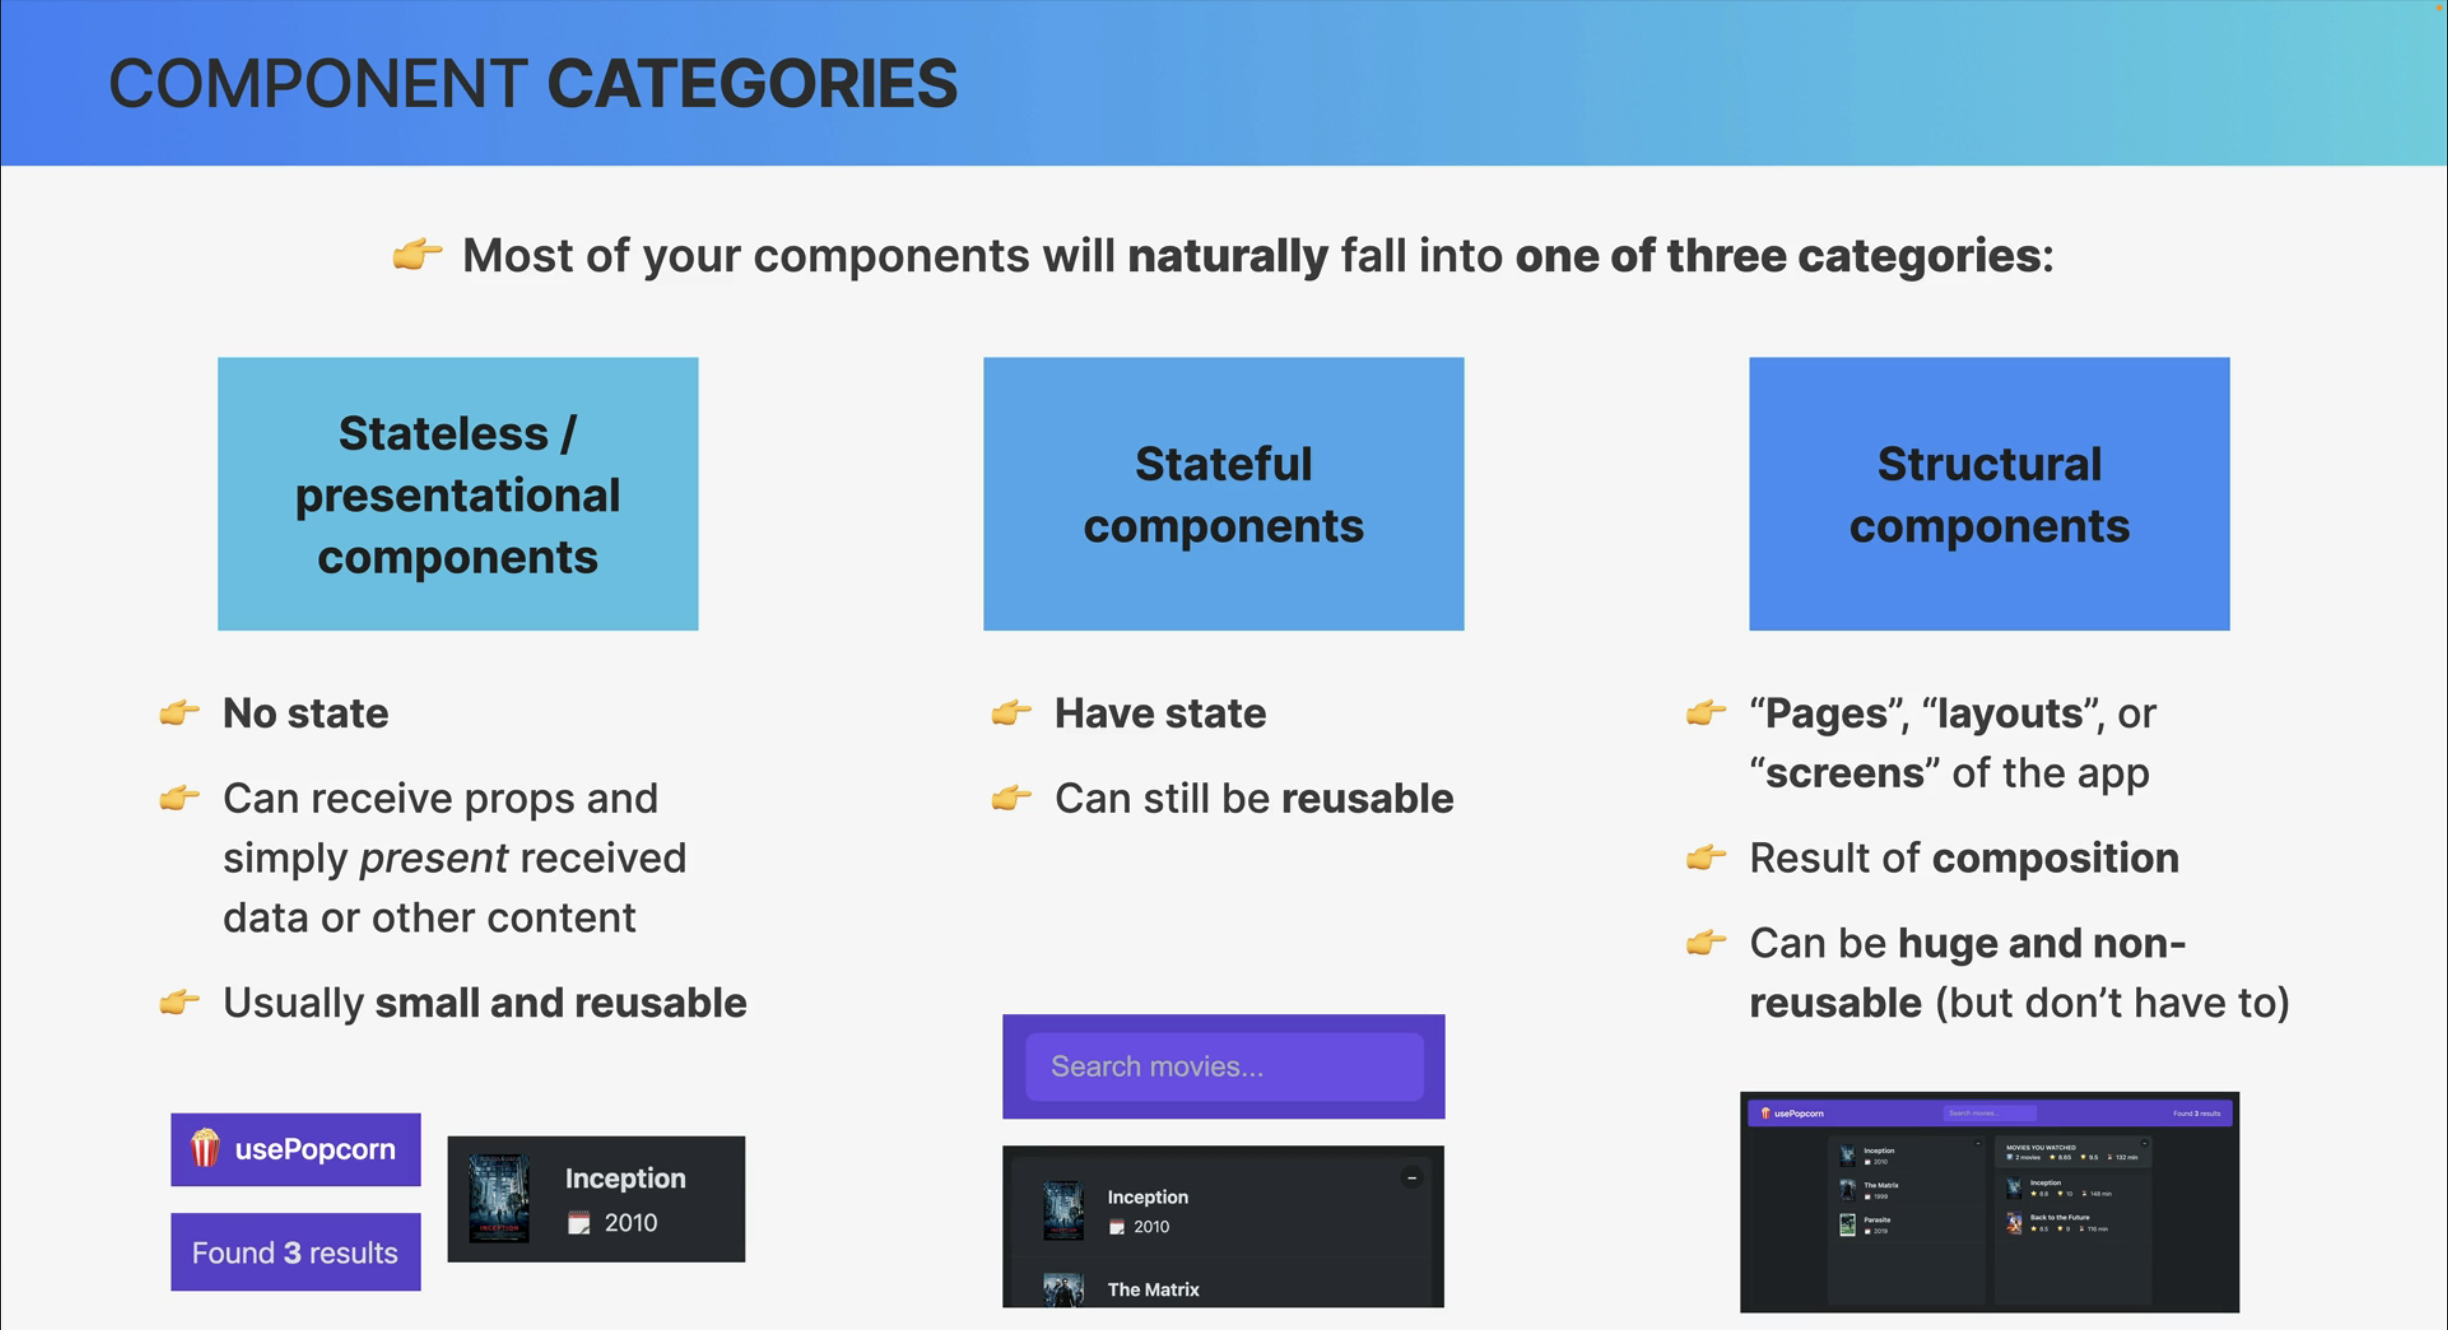 COMPONENT CATEGORIES
👉 Most of your components will naturally fall into one of three categories:
Stateless /
presentational
components
👉 No state
👉 Can receive props and
simply present received
data or other content
👉 Usually small and reusable
usePopcorn
Found 3 results
Inception
2010
INCEPTION
Stateful
components
👉 Have state
👉 Can still be reusable
Search movies...
Inception
2010
The Matrix
Structural
components
👉 “Pages”, “layouts”, or
“screens” of the app
👉 Result of composition
👉 Can be huge and non-
reusable (but don’t have to)
usePopcorn
Search movies...
Found 3 results
Inception
2010
The Matrix
1999
Parasite
2019
MOVIES YOU WATCHED
2 movies 8.65 9.5 132 min
Inception
8.8 10 148 min
Back to the Future
8.5 9 116 min